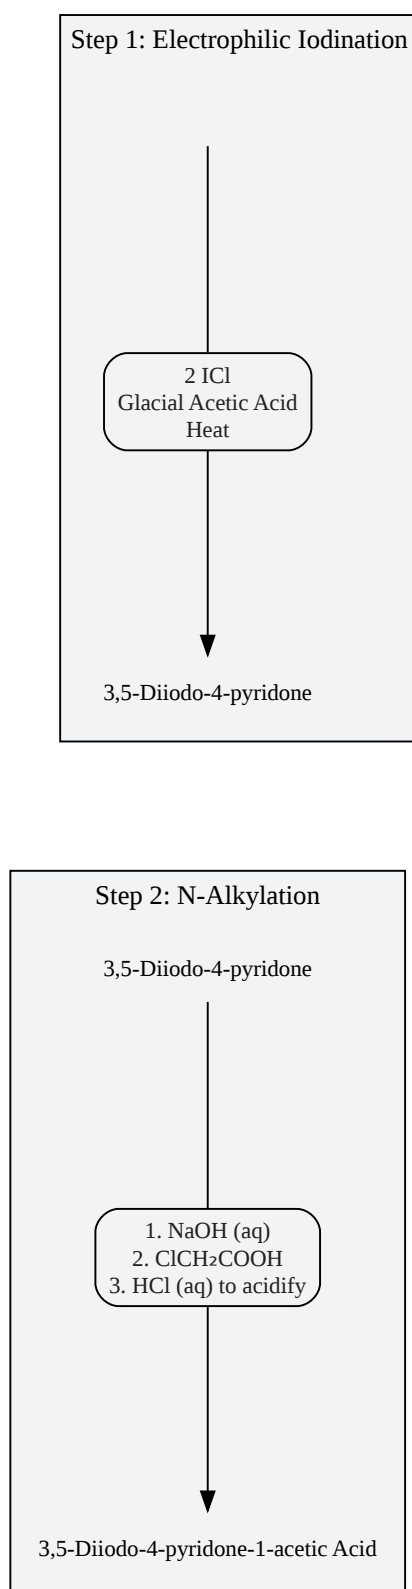 Step 1: Electrophilic Iodination
2 ICl
Glacial Acetic Acid
Heat
3,5-Diiodo-4-pyridone
Step 2: N-Alkylation
3,5-Diiodo-4-pyridone
1. NaOH (aq)
2. ClCH₂COOH
3. HCl (aq) to acidify
3,5-Diiodo-4-pyridone-1-acetic Acid